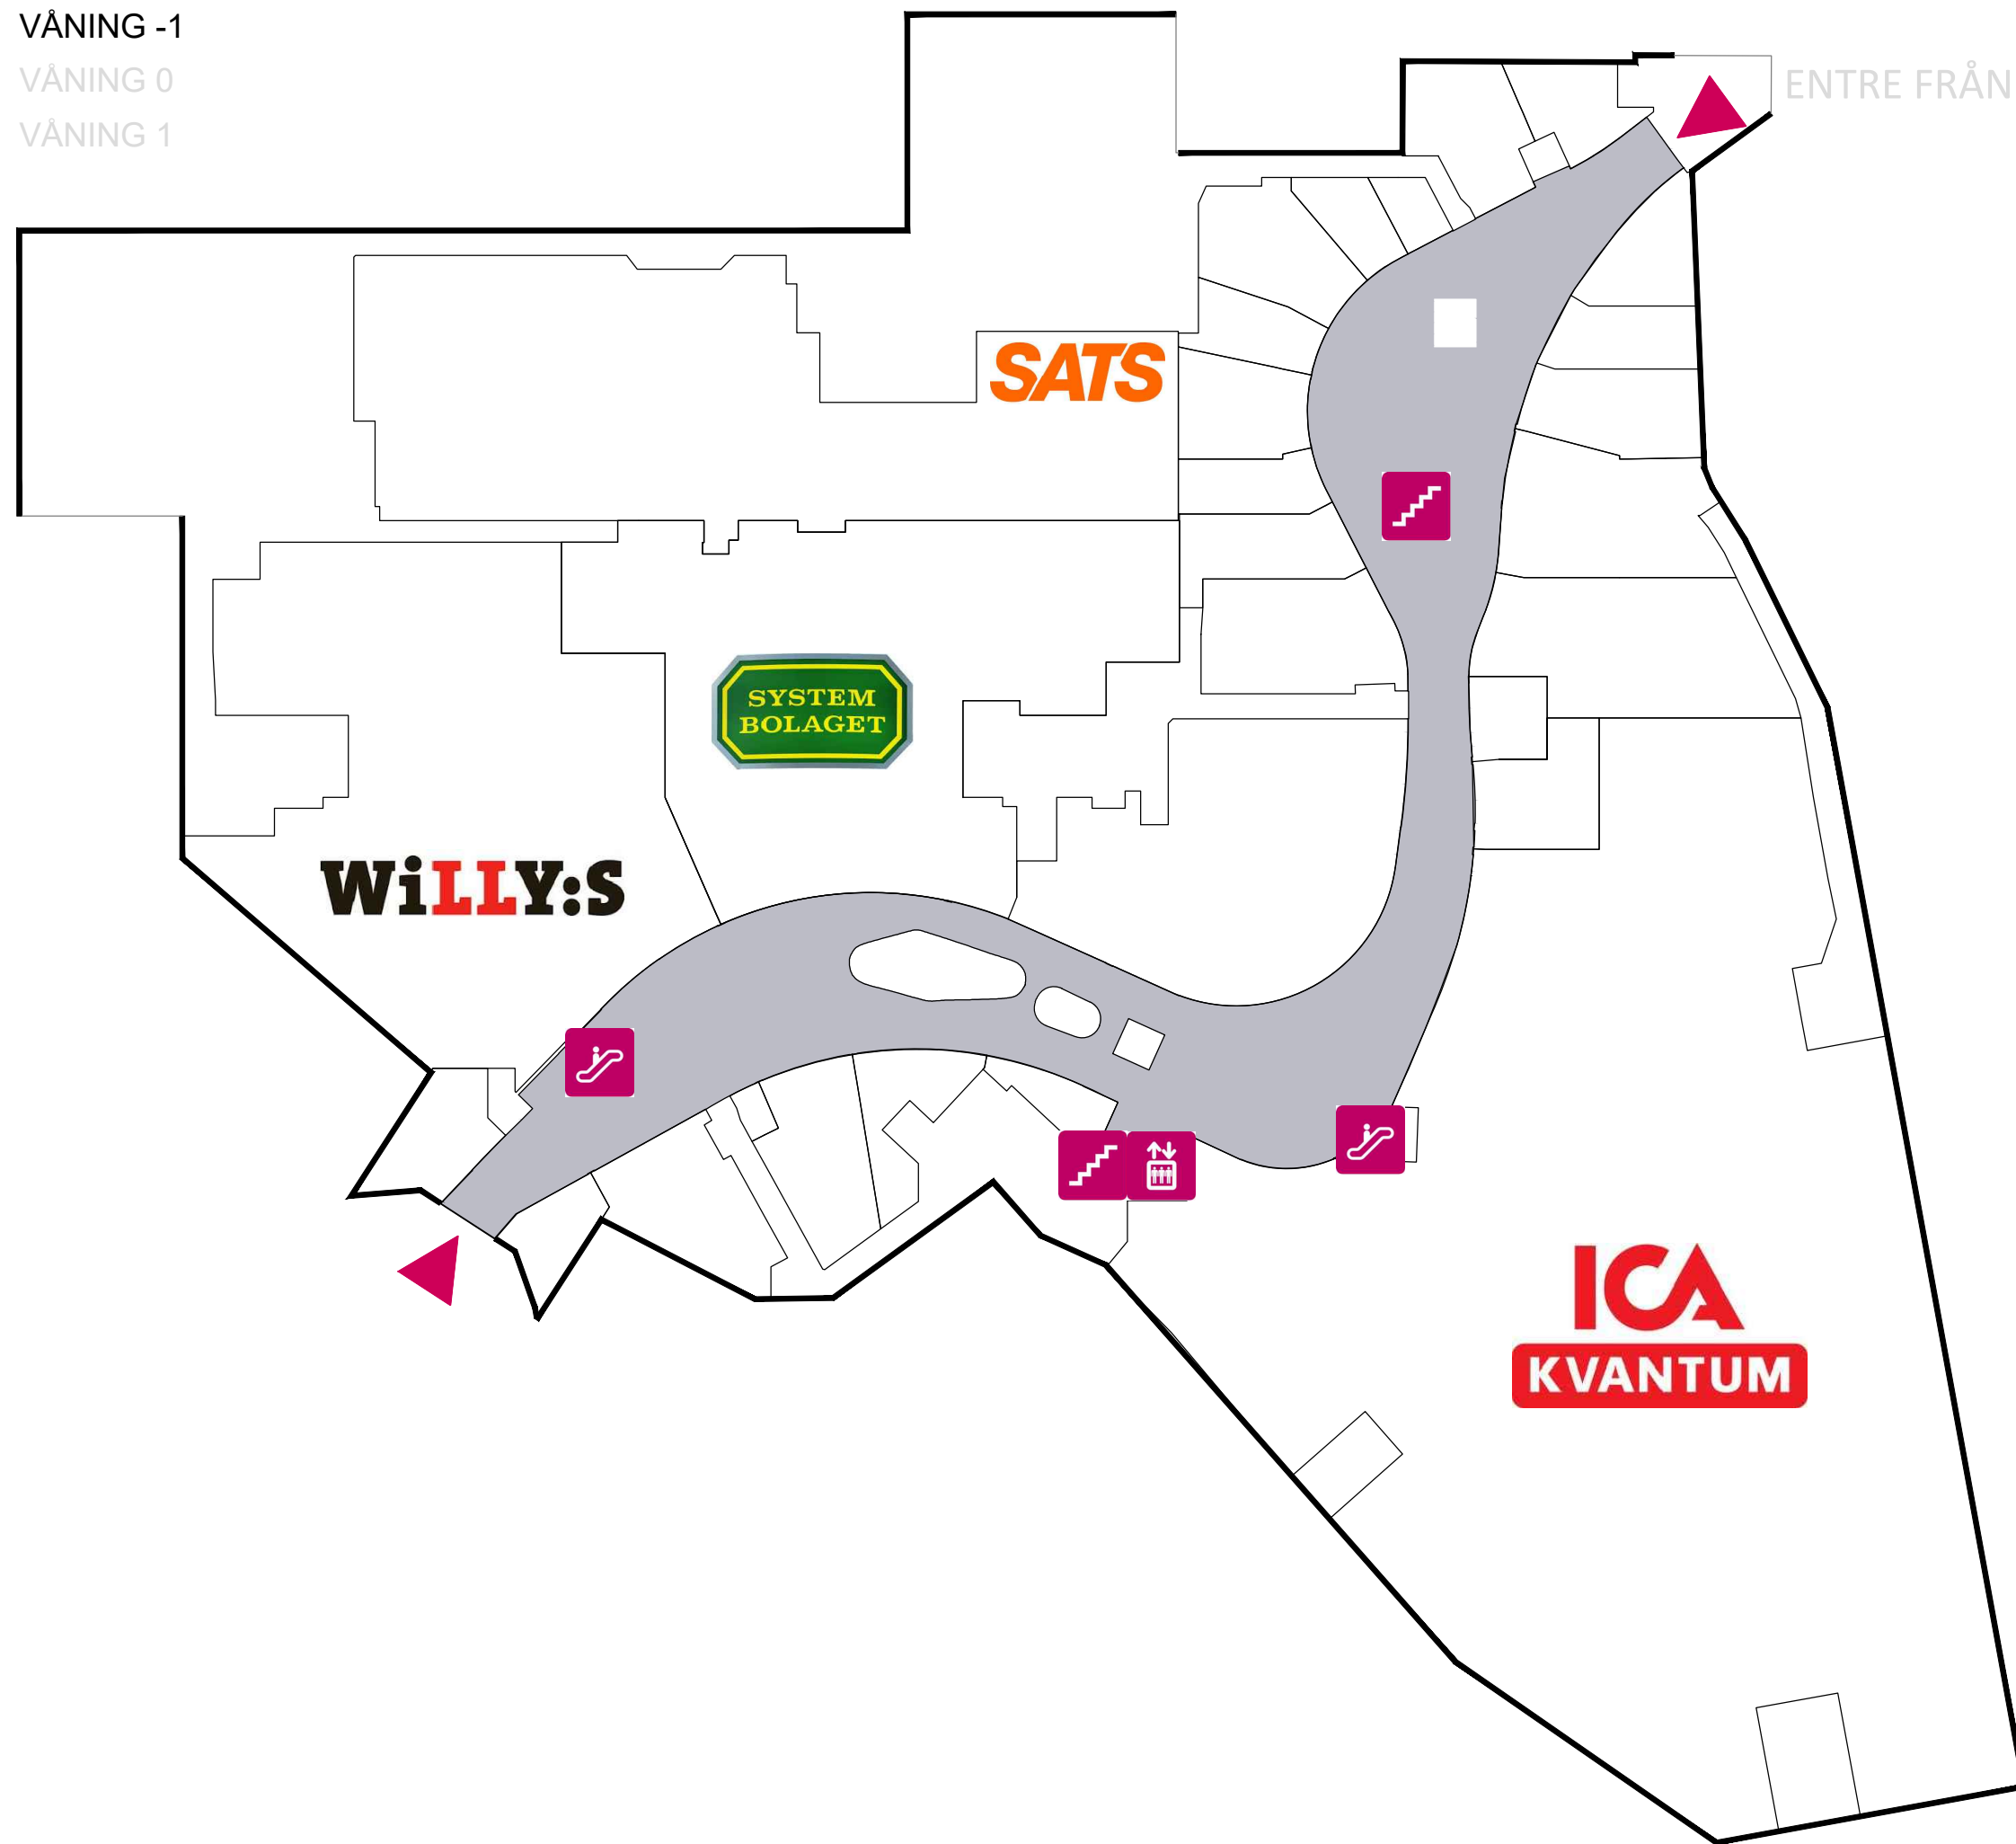 VÅNING -1
VÅNING 0
VÅNING 1
ENTRE FRÅN
SATS
SYSTEM
BOLAGET
WiLLY:S
ICA
KVANTUM